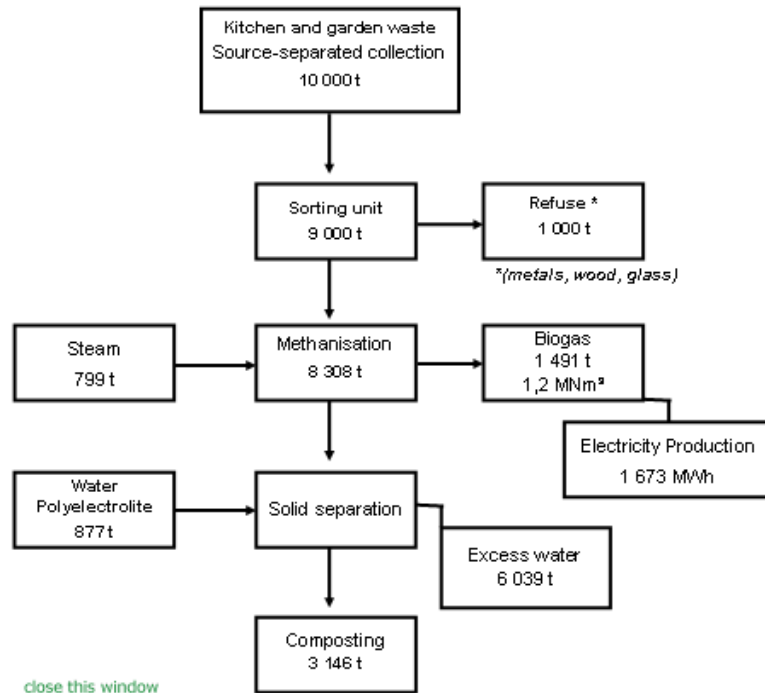 Kitchen and garden waste
Source-separated collection
10 000 t
Sorting unit
9 000 t
Refuse *
1 000 t
*(metals, wood, glass)
Steam
799 t
Methanisation
8 308 t
Biogas
1 491 t
1,2 MNm³
Electricity Production
1 673 MWh
Water
Polyelectrolite
877 t
Solid separation
Excess water
6 039 t
Composting
3 146 t
close this window